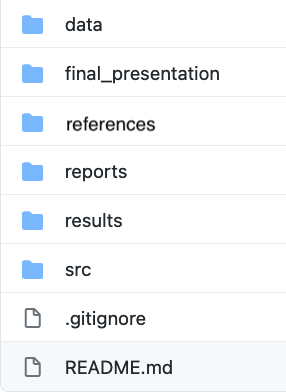 data
final_presentation
references
reports
results
src
.gitignore
README.md